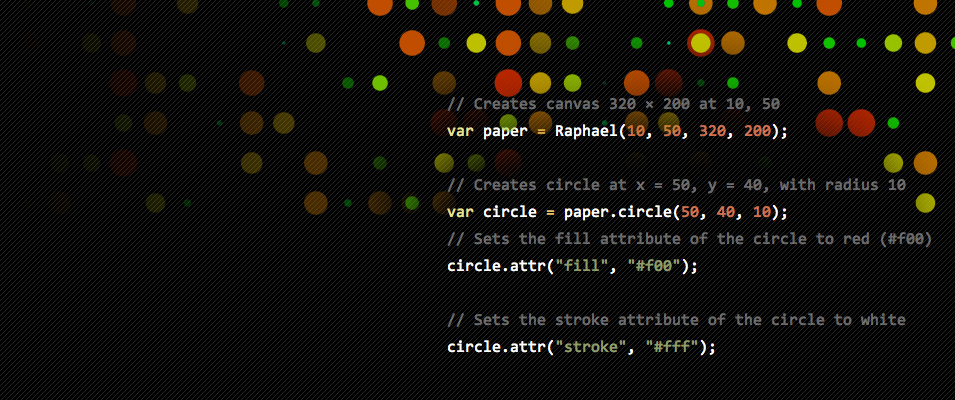 // Creates canvas 320 × 200 at 10, 50
var paper = Raphael(10, 50, 320, 200);
// Creates circle at x = 50, y = 40, with radius 10
var circle = paper.circle(50, 40, 10);
// Sets the fill attribute of the circle to red (#f00)
circle.attr("fill", "#f00");
// Sets the stroke attribute of the circle to white
circle.attr("stroke", "#fff");